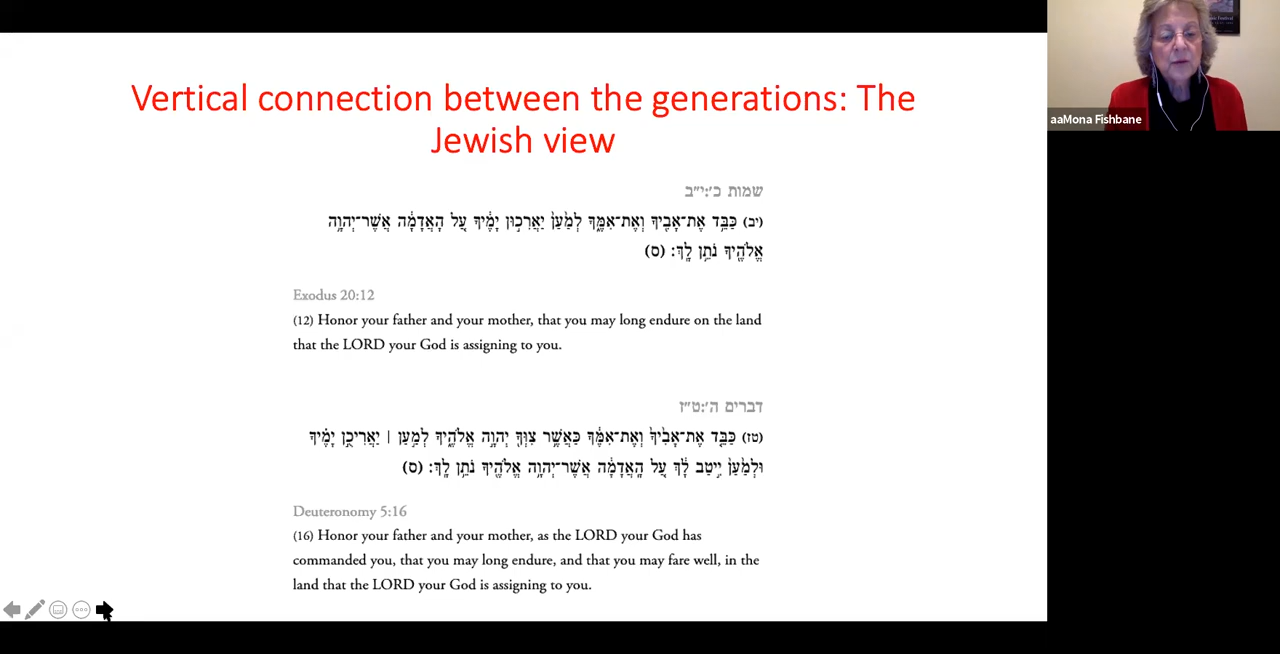 Vertical connection between the generations: The
Jewish view
שמות כ׳:י״ב
(יב) כַּבֵּ֥ד אֶת־אָבִ֖יךָ וְאֶת־אִמֶּ֑ךָ לְמַ֙עַן֙ יַאֲרִכ֣וּן יָמֶ֔יךָ עַ֚ל הָאֲדָמָ֔ה אֲשֶׁר־יְהוָ֥ה
אֱלֹהֶ֖יךָ נֹתֵ֥ן לָֽךְ׃ (ס)
Exodus 20:12
(12) Honor your father and your mother, that you may long endure on the land
that the LORD your God is assigning to you.
דברים ה׳:ט״ז
(טז) כַּבֵּ֤ד אֶת־אָבִ֙יךָ֙ וְאֶת־אִמֶּ֔ךָ כַּאֲשֶׁ֥ר צִוְּךָ֖ יְהוָ֣ה אֱלֹהֶ֑יךָ לְמַ֣עַן ׀ יַאֲרִיכֻ֣ן יָמֶ֗יךָ
וּלְמַ֙עַן֙ יִ֣יטַב לָ֔ךְ עַ֚ל הָֽאֲדָמָ֔ה אֲשֶׁר־יְהוָ֥ה אֱלֹהֶ֖יךָ נֹתֵ֥ן לָֽךְ׃ (ס)
Deuteronomy 5:16
(16) Honor your father and your mother, as the LORD your God has
commanded you, that you may long endure, and that you may fare well, in the
land that the LORD your God is assigning to you.
aaMona Fishbane
Festival